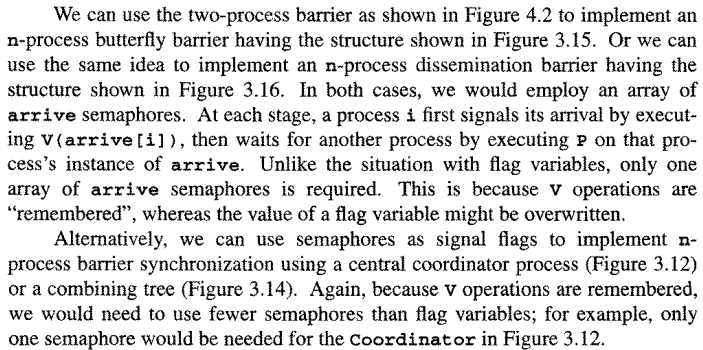 We can use the two-process barrier as shown in Figure 4.2 to implement an
n-process butterfly barrier having the structure shown in Figure 3.15. Or we can
use the same idea to implement an n-process dissemination barrier having the
structure shown in Figure 3.16. In both cases, we would employ an array of
arrive semaphores. At each stage, a process i first signals its arrival by execut-
ing V(arrive[i]), then waits for another process by executing P on that pro-
cess's instance of arrive. Unlike the situation with flag variables, only one
array of arrive semaphores is required. This is because V operations are
“remembered”, whereas the value of a flag variable might be overwritten.
Alternatively, we can use semaphores as signal flags to implement n-
process barrier synchronization using a central coordinator process (Figure 3.12)
or a combining tree (Figure 3.14). Again, because V operations are remembered,
we would need to use fewer semaphores than flag variables; for example, only
one semaphore would be needed for the Coordinator in Figure 3.12.